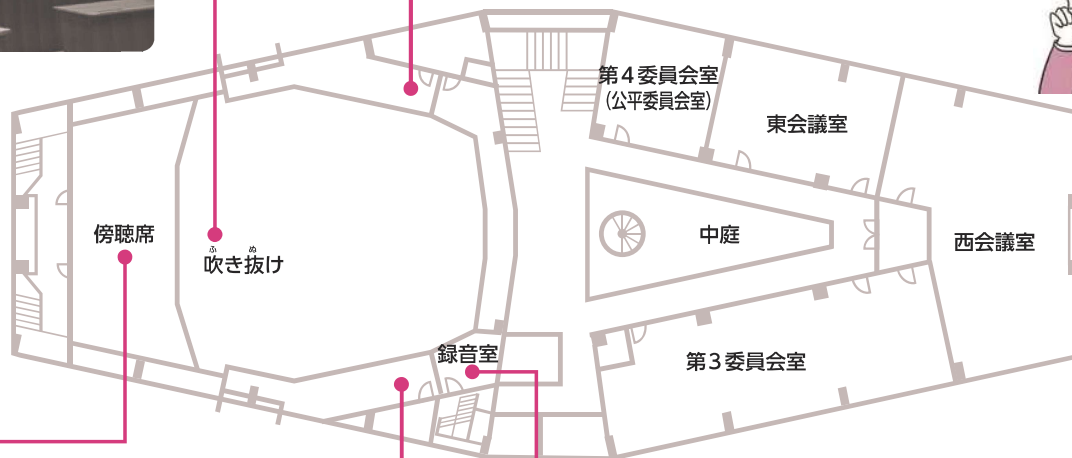 第４委員会室
（公平委員会室）
東会議室
傍聴席
ふ ぬ
吹き抜け
中庭
西会議室
録音室
第３委員会室